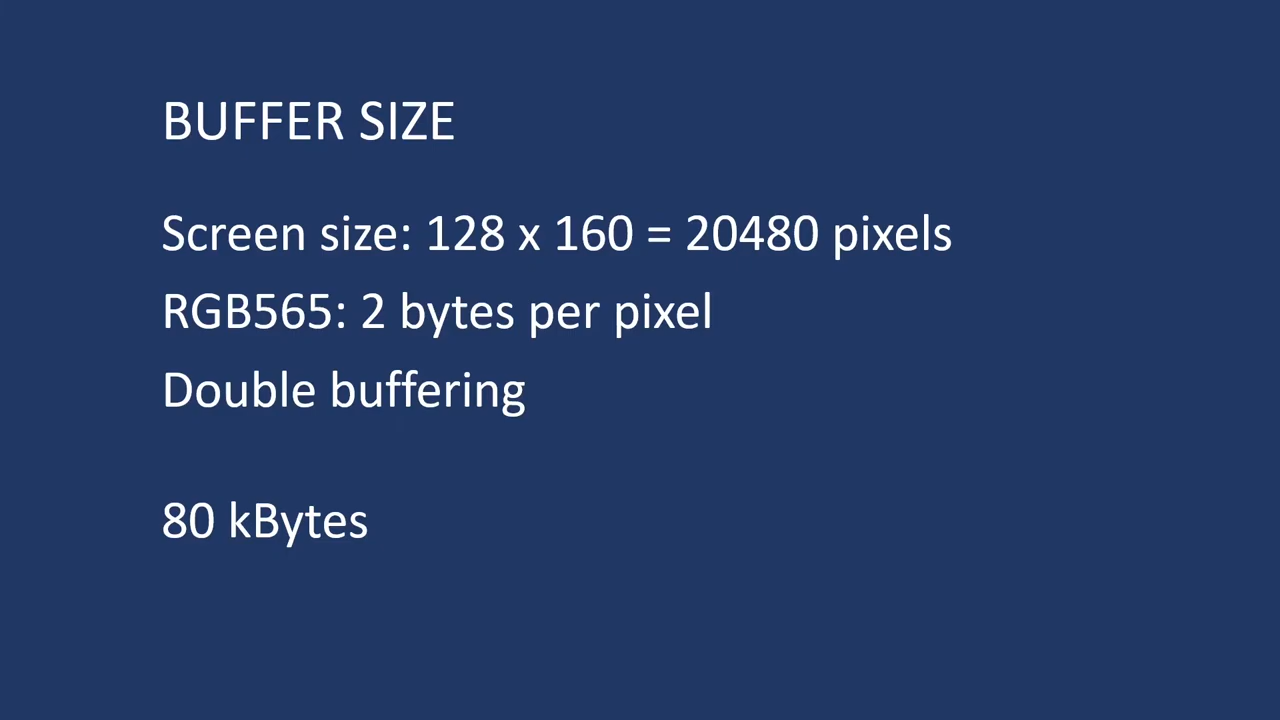 BUFFER SIZE
Screen size: 128 x 160 = 20480 pixels
RGB565: 2 bytes per pixel
Double buffering
80 kBytes